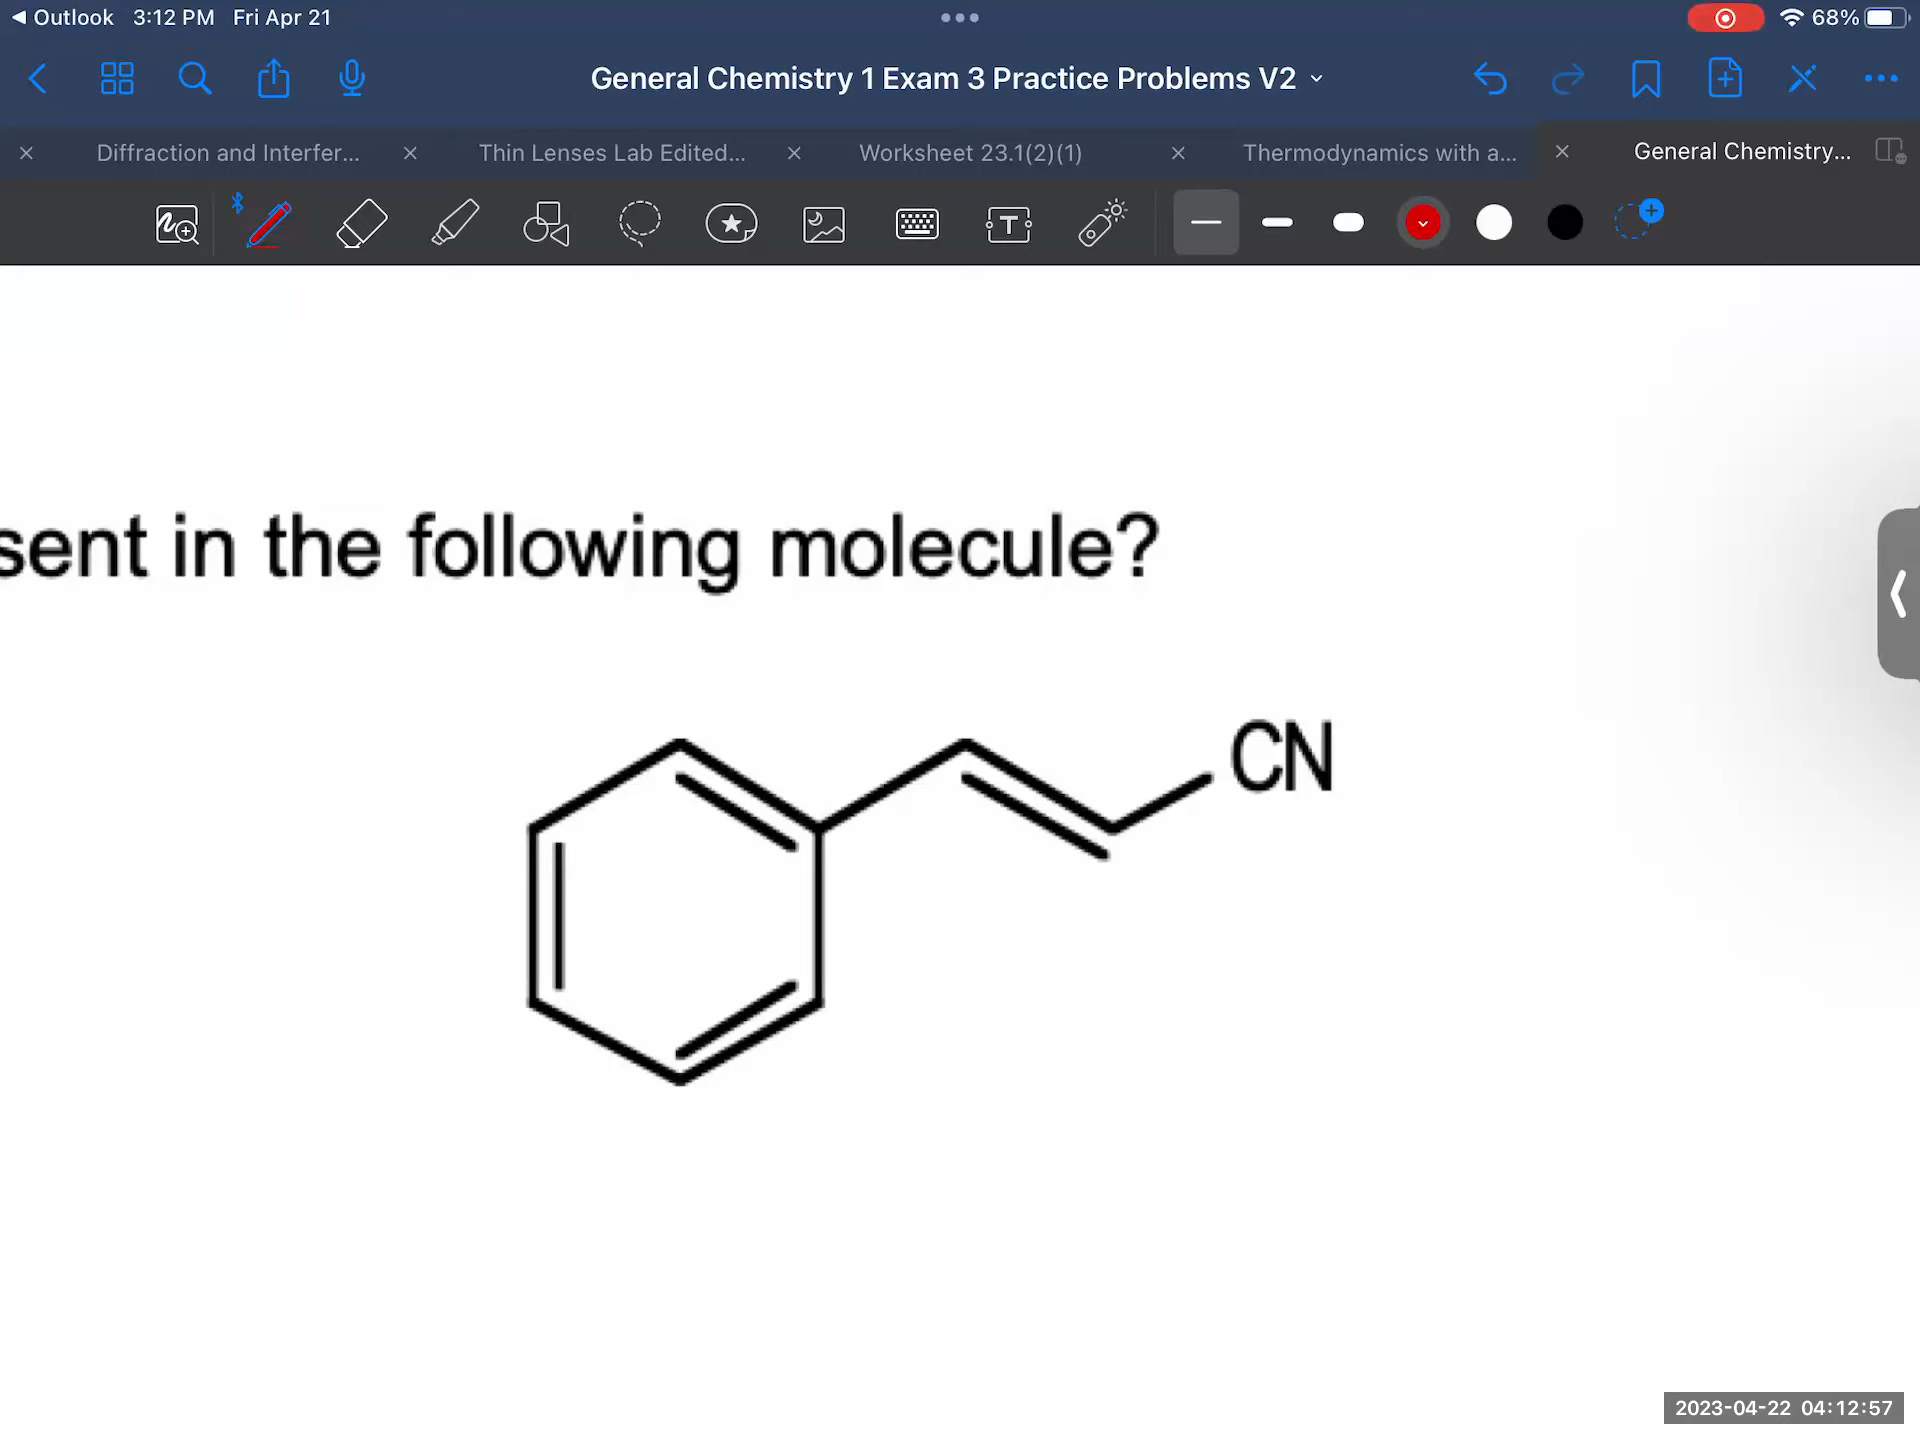 Outlook 3:12 PM Fri Apr 21
68%
General Chemistry 1 Exam 3 Practice Problems V2
Diffraction and Interfer...
Thin Lenses Lab Edited...
Worksheet 23.1(2)(1)
Thermodynamics with a...
General Chemistry...
T
sent in the following molecule?
CN
2023-04-22 04:12:57